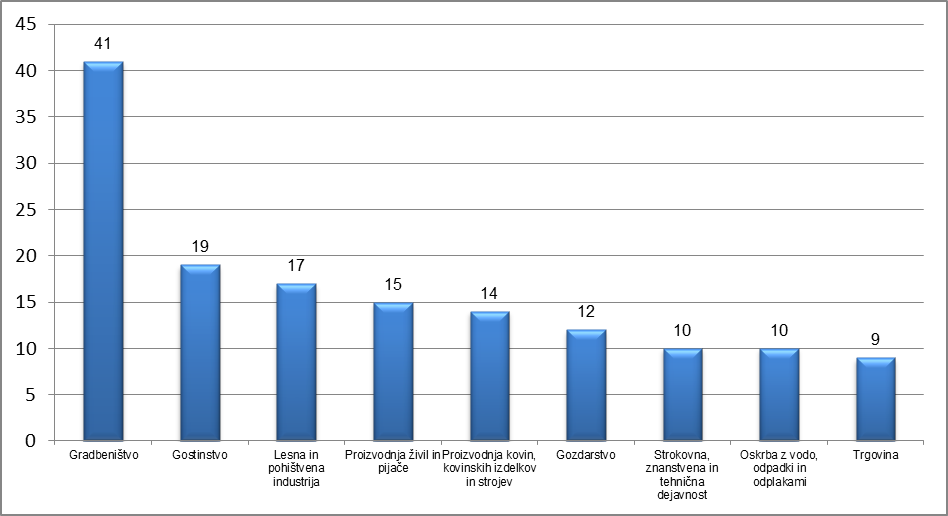 45
40
35
30
25
20
15
10
5
0
41
19
17
15
14
12
10
10
9
Gradbeništvo
Gostinstvo
Lesna in
pohištvena
industrija
Proizvodnja živil in
pijače
Proizvodnja kovin,
kovinskih izdelkov
in strojev
Gozdarstvo
Strokovna,
znanstvena in
tehnična
dejavnost
Oskrba z vodo,
odpadki in
odplakami
Trgovina